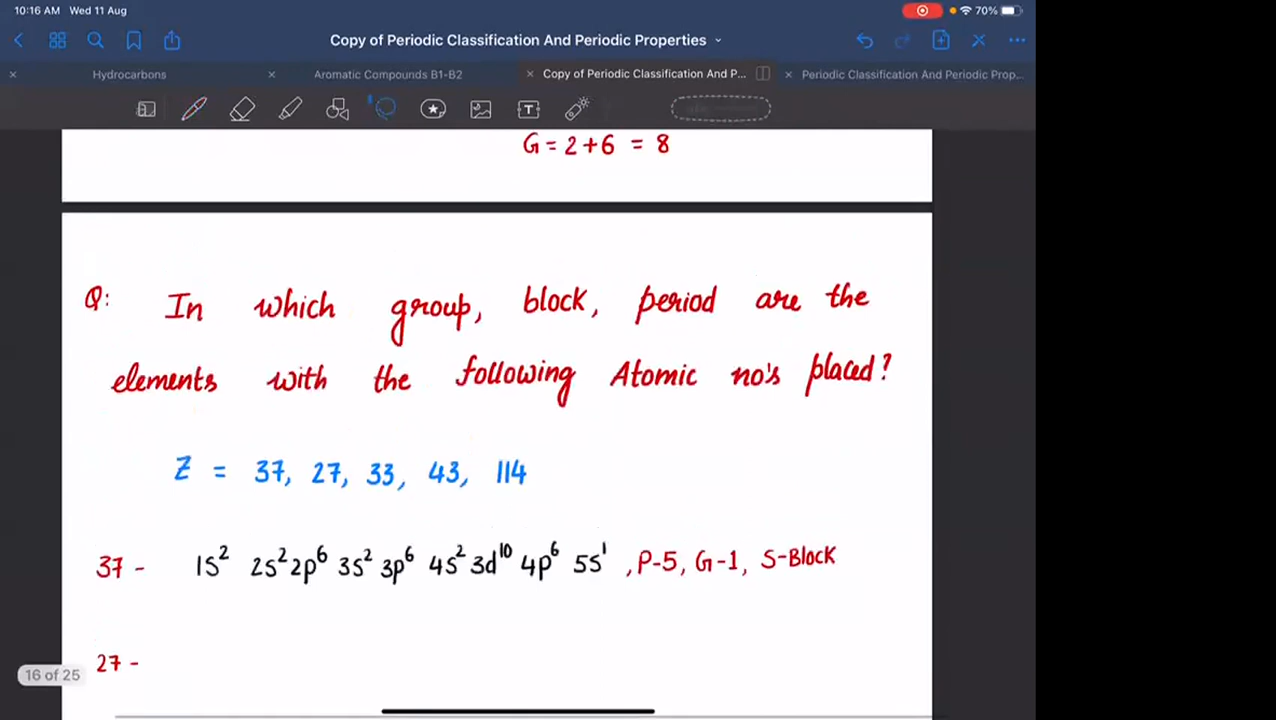 10:16 AM Wed 11 Aug
70%
Copy of Periodic Classification And Periodic Properties
Hydrocarbons
Aromatic Compounds B1-B2
Copy of Periodic Classification And P...
Periodic Classification And Periodic Prop...
G = 2+6 = 8
Q: In which group, block, period are the
elements with the following Atomic no's placed?
Z = 37, 27, 33, 43, 114
37 - 1s² 2s² 2p⁶ 3s² 3p⁶ 4s² 3d¹⁰ 4p⁶ 5s¹, P-5, G-1, S-Block
27 -
16 of 25